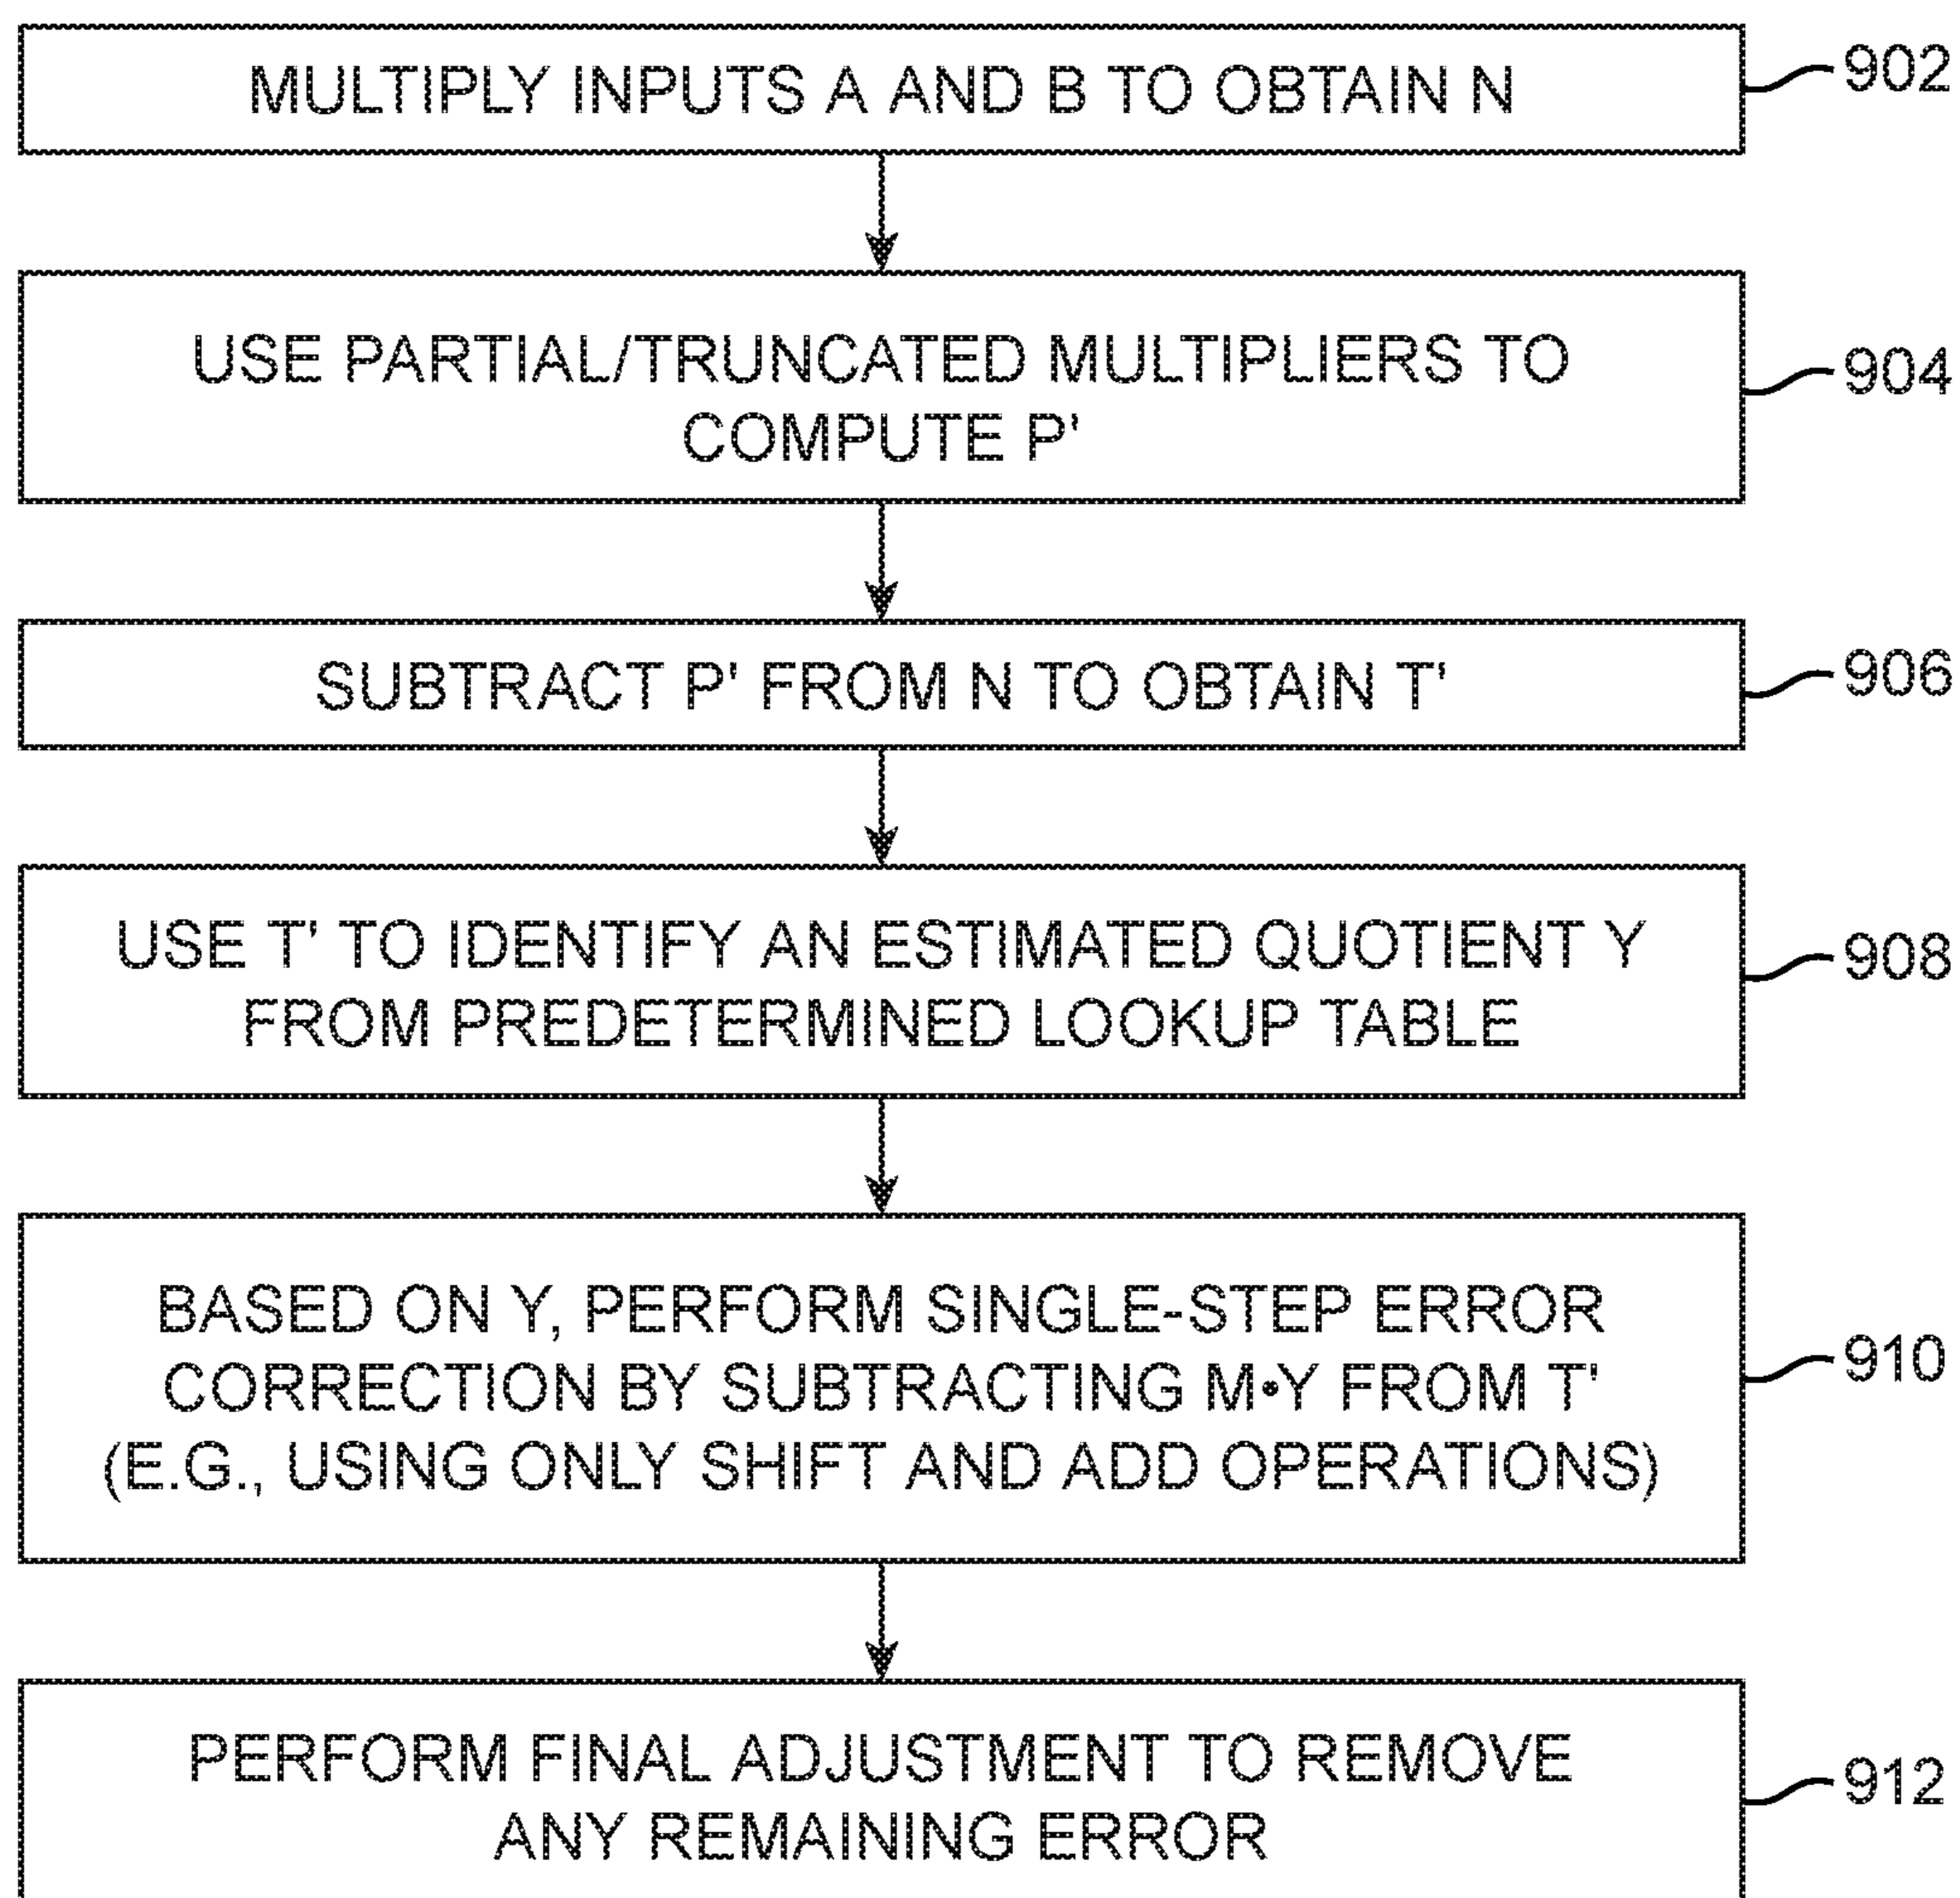 MULTIPLY INPUTS A AND B TO OBTAIN N
902
USE PARTIAL/TRUNCATED MULTIPLIERS TO
COMPUTE P'
904
SUBTRACT P' FROM N TO OBTAIN T'
906
USE T' TO IDENTIFY AN ESTIMATED QUOTIENT Y
FROM PREDETERMINED LOOKUP TABLE
908
BASED ON Y, PERFORM SINGLE-STEP ERROR
CORRECTION BY SUBTRACTING M•Y FROM T'
(E.G., USING ONLY SHIFT AND ADD OPERATIONS)
910
PERFORM FINAL ADJUSTMENT TO REMOVE
ANY REMAINING ERROR
912